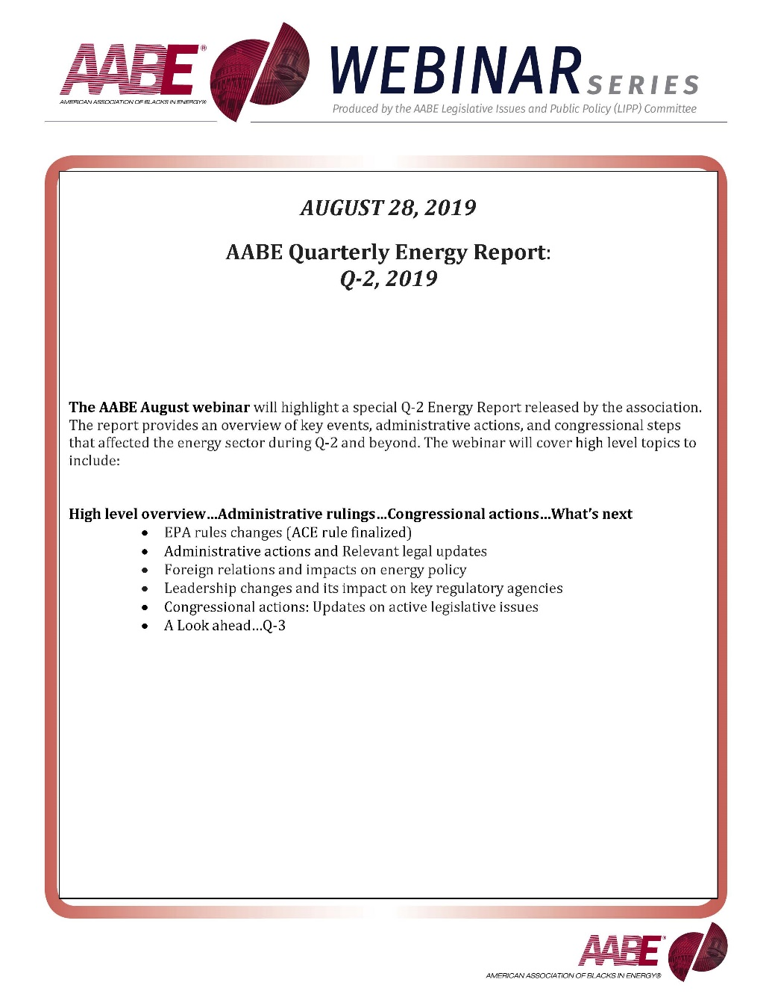 AABE®
AMERICAN ASSOCIATION OF BLACKS IN ENERGY®
WEBINAR SERIES
Produced by the AABE Legislative Issues and Public Policy (LIPP) Committee
AUGUST 28, 2019
AABE Quarterly Energy Report:
Q-2, 2019
The AABE August webinar will highlight a special Q-2 Energy Report released by the association.
The report provides an overview of key events, administrative actions, and congressional steps
that affected the energy sector during Q-2 and beyond. The webinar will cover high level topics to
include:
High level overview...Administrative rulings...Congressional actions...What's next
• EPA rules changes (ACE rule finalized)
• Administrative actions and Relevant legal updates
• Foreign relations and impacts on energy policy
• Leadership changes and its impact on key regulatory agencies
• Congressional actions: Updates on active legislative issues
• A Look ahead...Q-3
AABE®
AMERICAN ASSOCIATION OF BLACKS IN ENERGY®